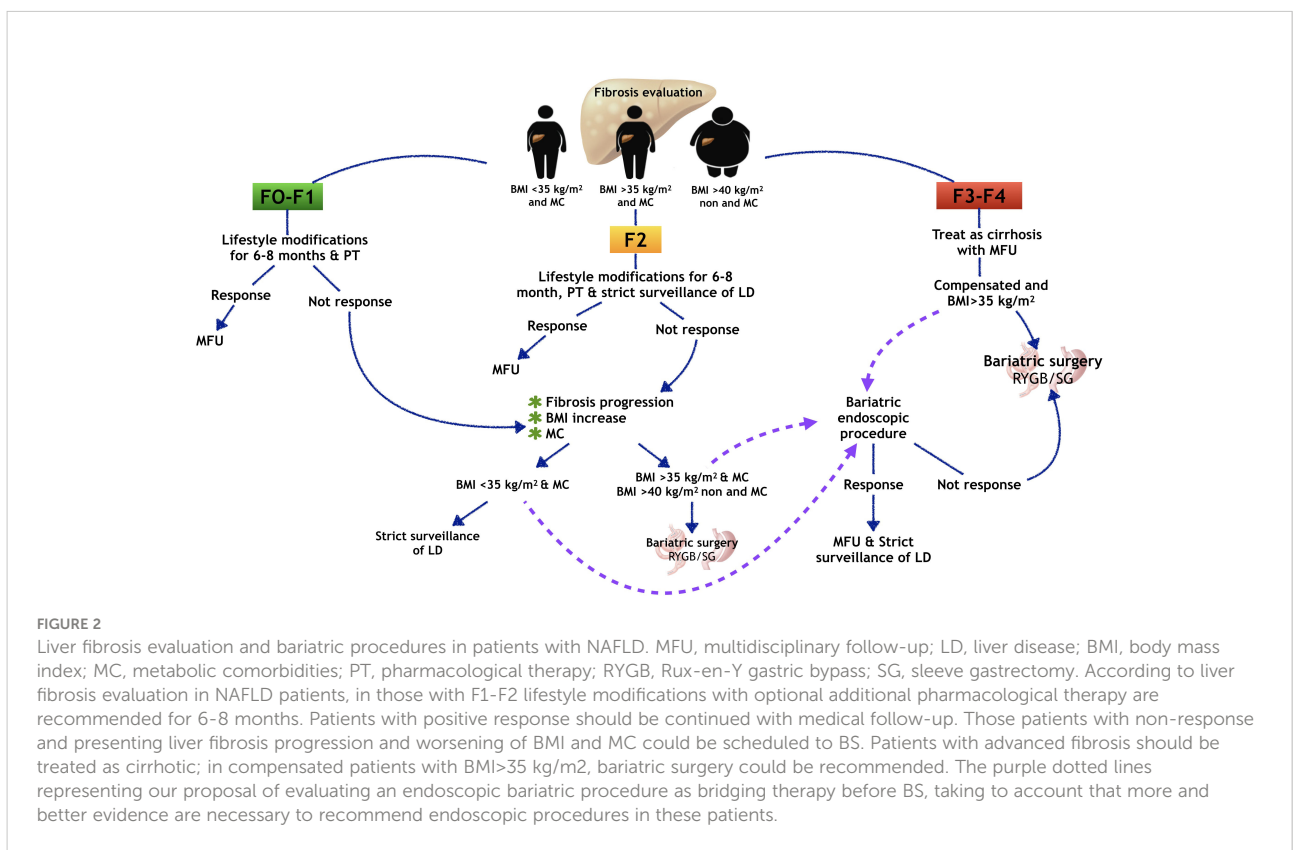 Fibrosis evaluation
BMI <35 kg/m²
and MC
BMI >35 kg/m²
and MC
BMI >40 kg/m²
non and MC
FO-F1
Lifestyle modifications
for 6-8 months & PT
Response
Not response
MFU
F2
Lifestyle modifications for 6-8
month, PT & strict surveillance of LD
Response
Not response
MFU
* Fibrosis progression
* BMI increase
* MC
BMI <35 kg/m² & MC
Strict surveillance
of LD
BMI >35 kg/m² & MC
BMI >40 kg/m² non and MC
Bariatric surgery
RYGB/SG
F3-F4
Treat as cirrhosis
with MFU
Compensated and
BMI>35 kg/m²
Bariatric surgery
RYGB/SG
Bariatric
endoscopic
procedure
Response
Not response
MFU & Strict
surveillance of LD
FIGURE 2
Liver fibrosis evaluation and bariatric procedures in patients with NAFLD. MFU, multidisciplinary follow-up; LD, liver disease; BMI, body mass
index; MC, metabolic comorbidities; PT, pharmacological therapy; RYGB, Rux-en-Y gastric bypass; SG, sleeve gastrectomy. According to liver
fibrosis evaluation in NAFLD patients, in those with F1-F2 lifestyle modifications with optional additional pharmacological therapy are
recommended for 6-8 months. Patients with positive response should be continued with medical follow-up. Those patients with non-response
and presenting liver fibrosis progression and worsening of BMI and MC could be scheduled to BS. Patients with advanced fibrosis should be
treated as cirrhotic; in compensated patients with BMI>35 kg/m2, bariatric surgery could be recommended. The purple dotted lines
representing our proposal of evaluating an endoscopic bariatric procedure as bridging therapy before BS, taking to account that more and
better evidence are necessary to recommend endoscopic procedures in these patients.